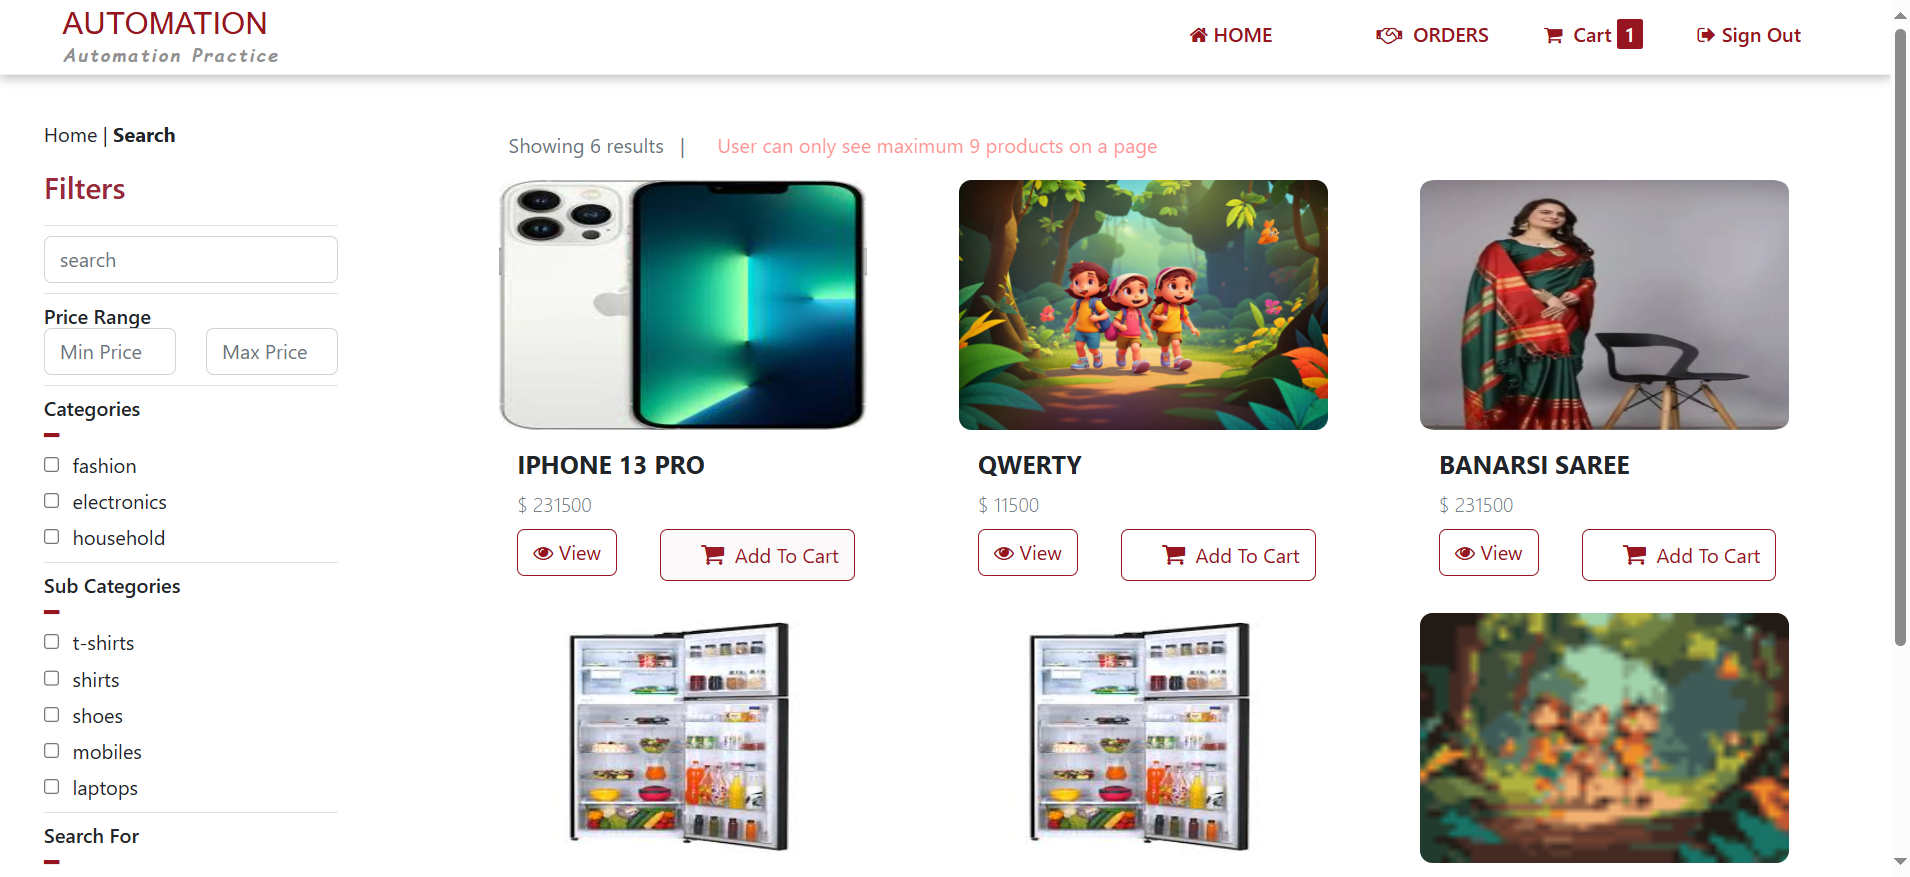 AUTOMATION
Automation Practice
HOME
ORDERS
Cart 1
Sign Out
Home | Search
Filters
search
Price Range
Min Price
Max Price
Categories
fashion
electronics
household
Sub Categories
t-shirts
shirts
shoes
mobiles
laptops
Search For
Showing 6 results |
User can only see maximum 9 products on a page
IPHONE 13 PRO
$ 231500
View
Add To Cart
QWERTY
$ 11500
View
Add To Cart
BANARSI SAREE
$ 231500
View
Add To Cart